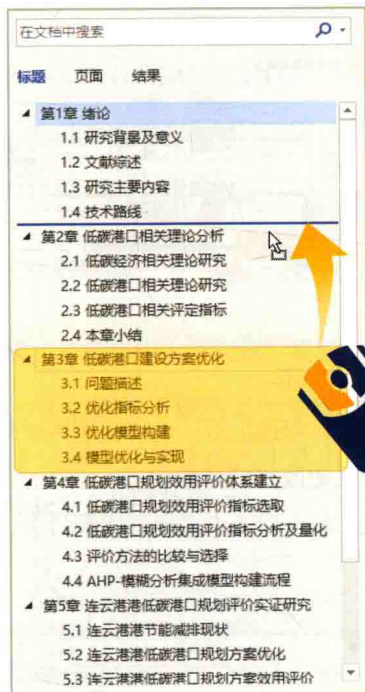 在文档中搜索
标题 页面 结果
第1章 绪论
1.1 研究背景及意义
1.2 文献综述
1.3 研究主要内容
1.4 技术路线
第2章 低碳港口相关理论分析
2.1 低碳经济相关理论研究
2.2 低碳港口相关理论研究
2.3 低碳港口相关评定指标
2.4 本章小结
第3章 低碳港口建设方案优化
3.1 问题描述
3.2 优化指标分析
3.3 优化模型构建
3.4 模型优化与实现
第4章 低碳港口规划效用评价体系建立
4.1 低碳港口规划效用评价指标选取
4.2 低碳港口规划效用评价指标分析及量化
4.3 评价方法的比较与选择
4.4 AHP-模糊分析集成模型构建流程
第5章 连云港港低碳港口规划评价实证研究
5.1 连云港港节能减排现状
5.2 连云港港低碳港口规划方案优化
5.3 连云港港低碳港口规划方案效用评价